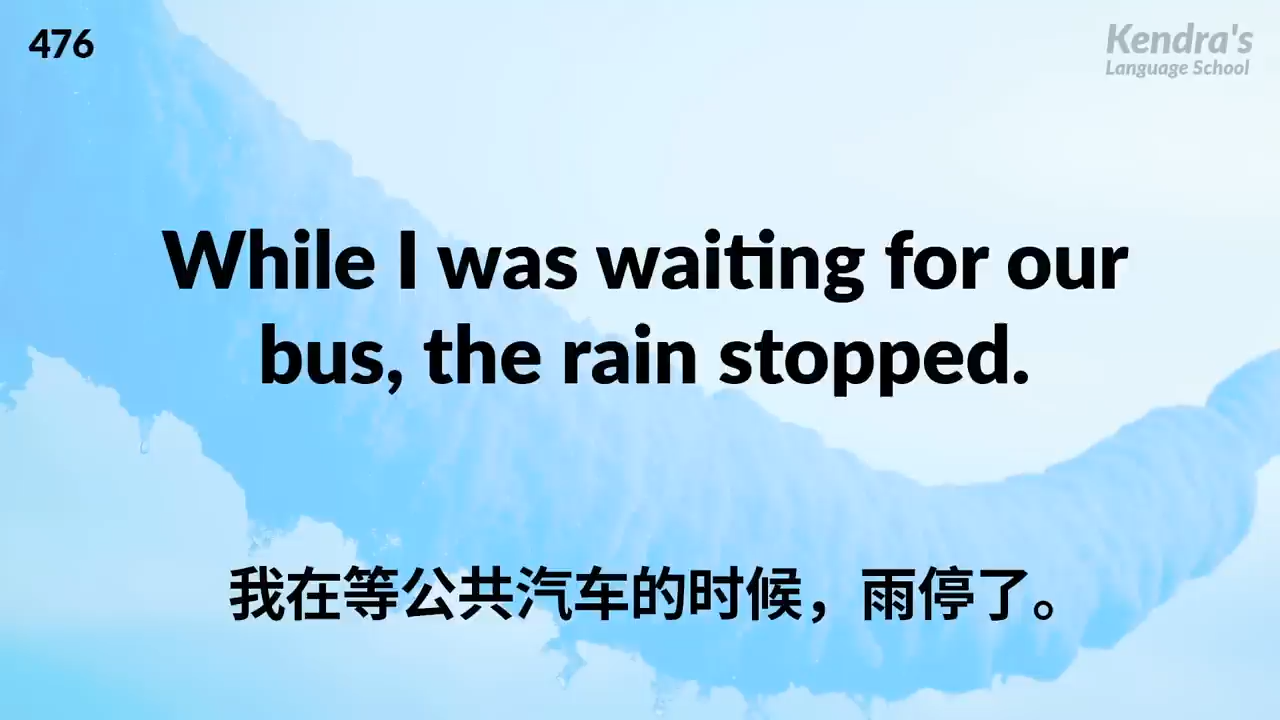 476
Kendra's
Language School
While I was waiting for our
bus, the rain stopped.
我在等公共汽车的时候，雨停了。